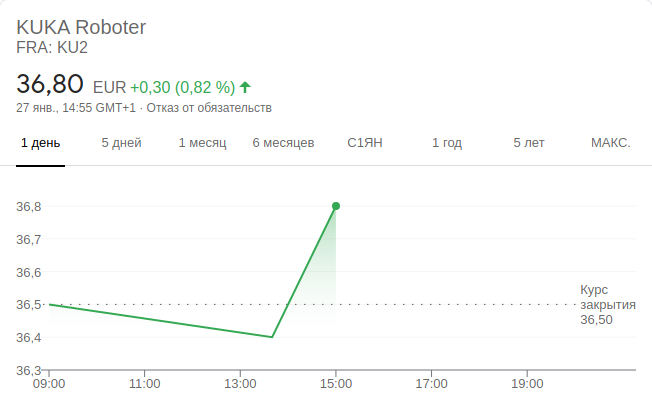 KUKA Roboter
FRA: KU2
36,80 EUR +0,30 (0,82 %)
27 янв., 14:55 GMT+1 · Отказ от обязательств
1 день 5 дней 1 месяц 6 месяцев С1ЯН 1 год 5 лет МАКС.
36,8
36,7
36,6
36,5
36,4
36,3
Курс
закрытия
36,50
09:00 11:00 13:00 15:00 17:00 19:00